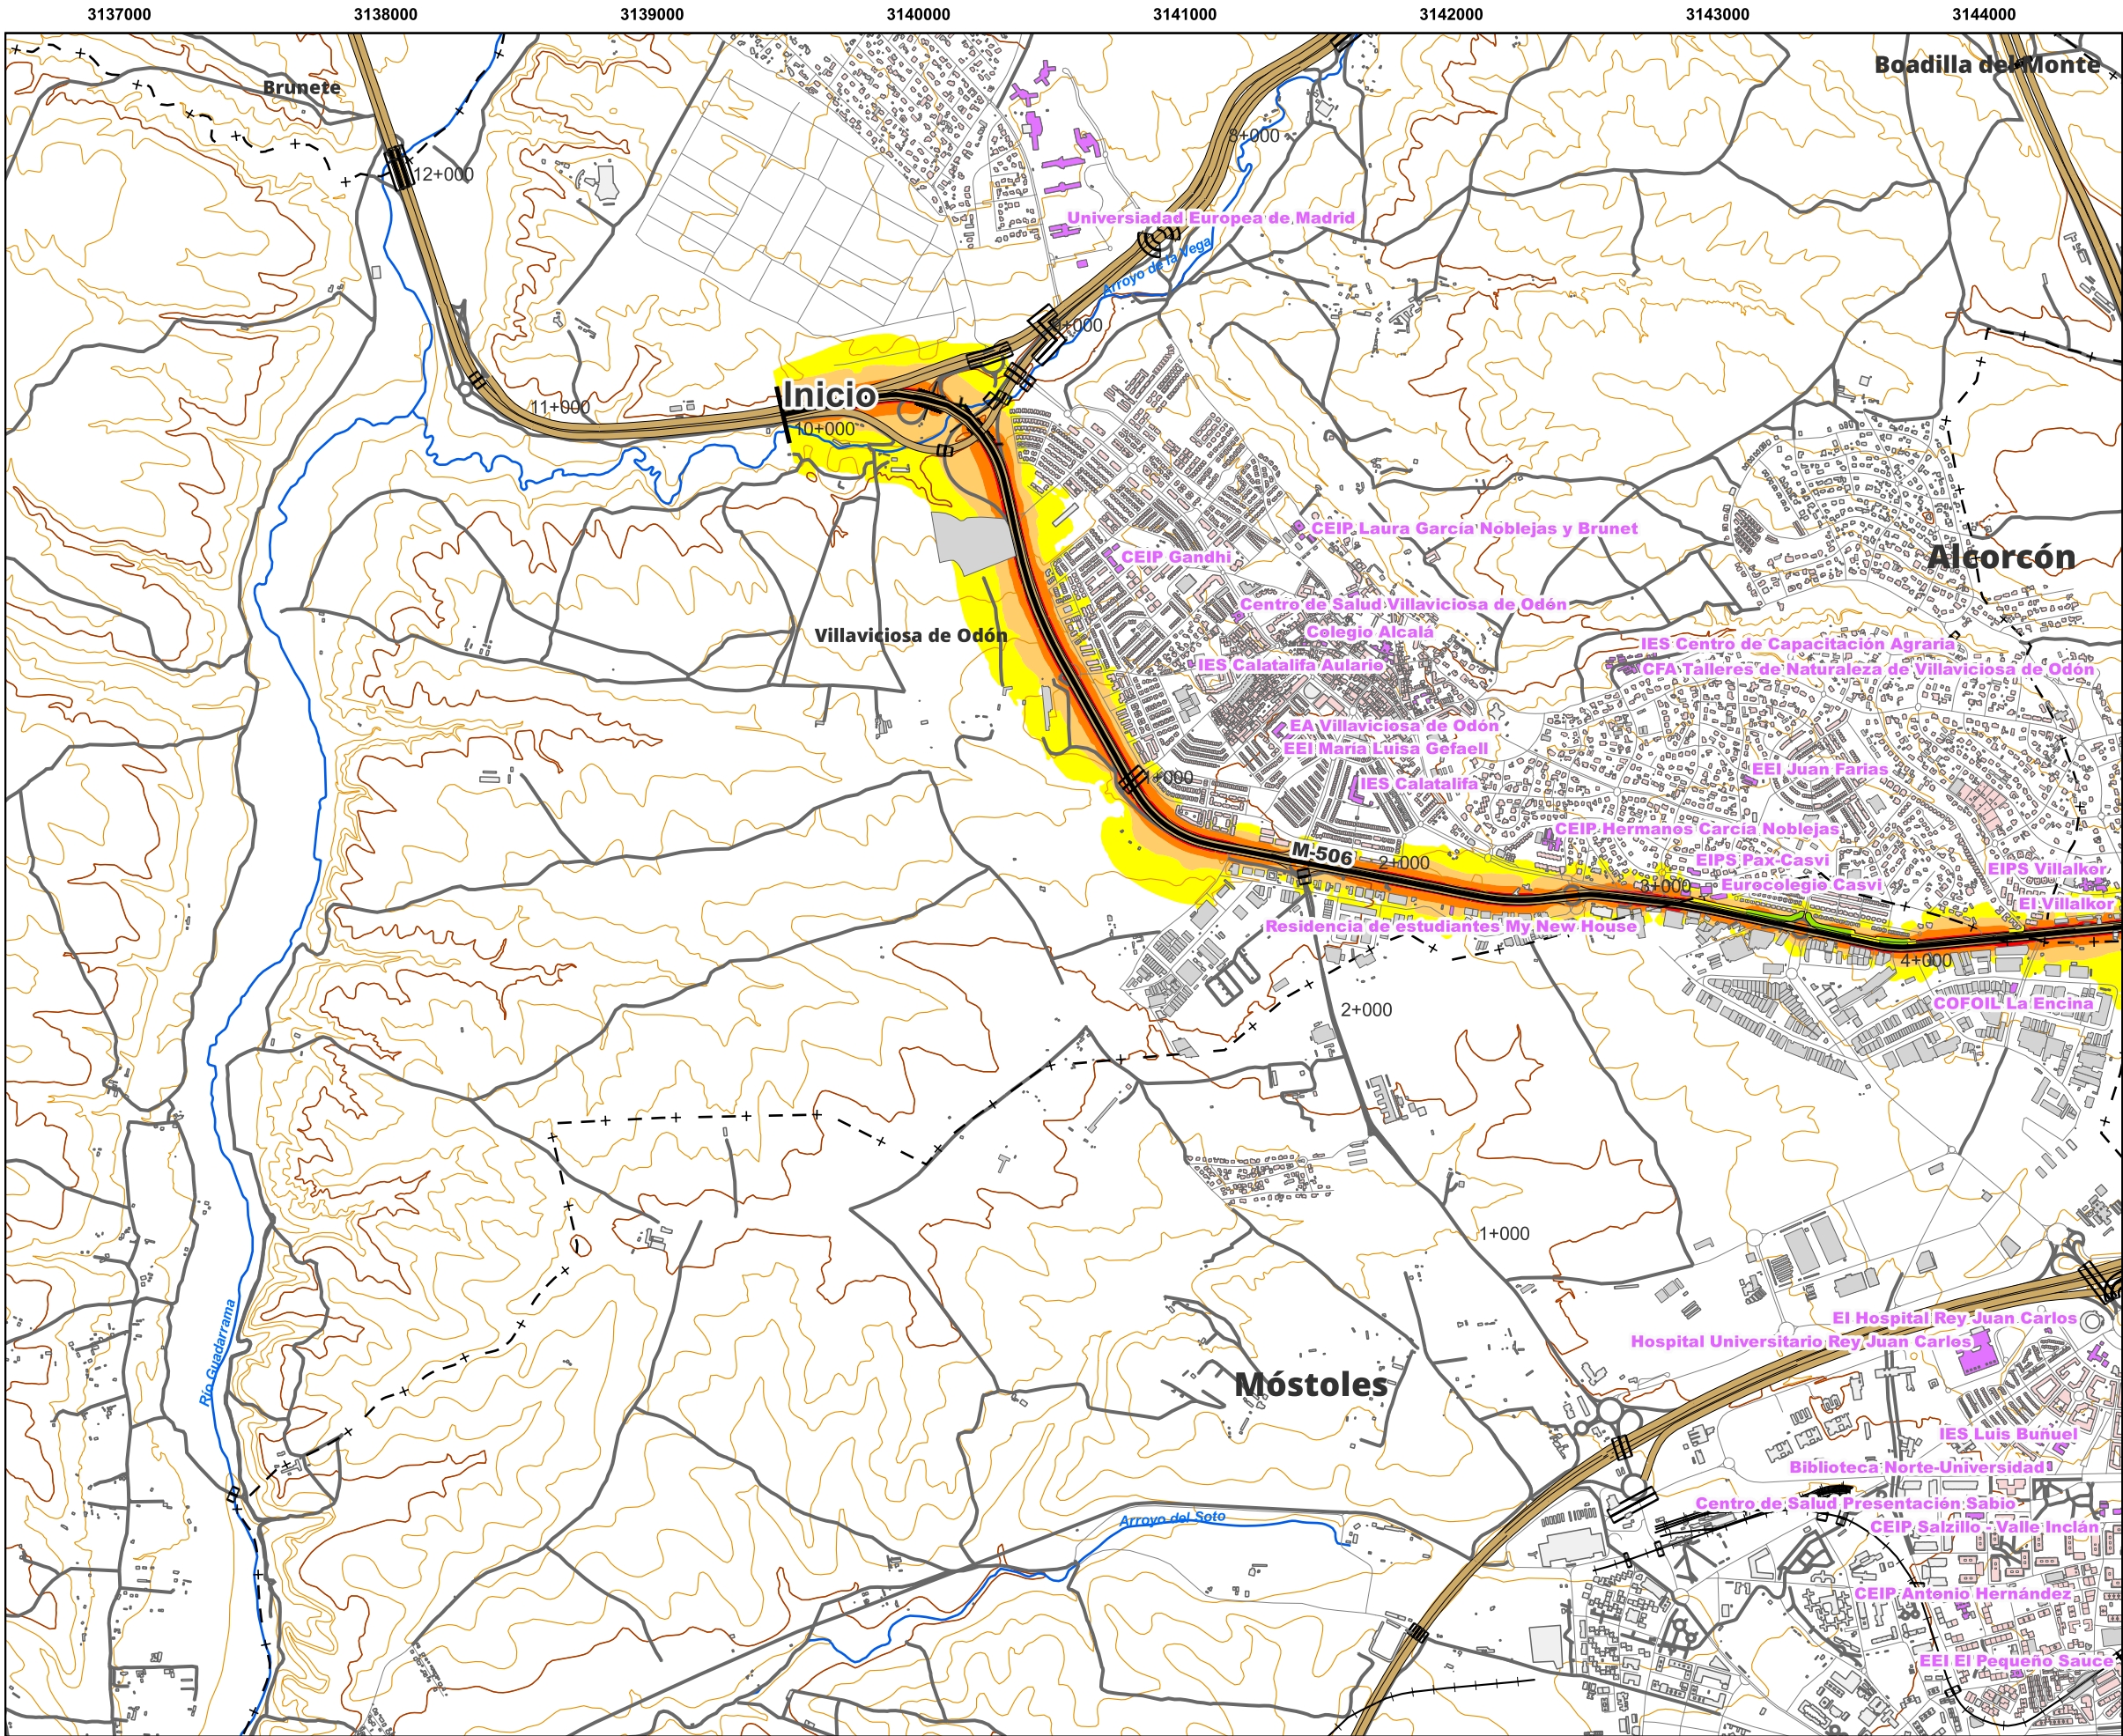 3137000 3138000 3139000 3140000 3141000 3142000 3143000 3144000
Boadilla del Monte
Brunete
8+000
12+000
Universiadad Europea de Madrid
Arroyo de la Vega
9+000
Inicio
11+000
10+000
CEIP Laura García Noblejas y Brunet
CEIP Gandhi
Alcorcón
Centro de Salud Villaviciosa de Odón
Villaviciosa de Odón
Colegio Alcalá
IES Centro de Capacitación Agraria
IES Calatalifa Aulario
CFA Talleres de Naturaleza de Villaviciosa de Odón
EA Villaviciosa de Odón
EEI María Luisa Gefaell
EEI Juan Farias
1+000
IES Calatalifa
CEIP Hermanos García Noblejas
M-506
2+000
EIPS Pax-Casvi
EIPS Villalkor
3+000
Eurocolegio Casvi
EI Villalkor
Residencia de estudiantes My New House
4+000
COFOIL La Encina
2+000
1+000
EI Hospital Rey Juan Carlos
Hospital Universitario Rey Juan Carlos
Río Guadarrama
Móstoles
IES Luis Buñuel
Biblioteca Norte-Universidad
Centro de Salud Presentación Sabio
Arroyo del Soto
CEIP Salzillo - Valle Inclán
CEIP Antonio Hernández
EEI El Pequeño Sauce